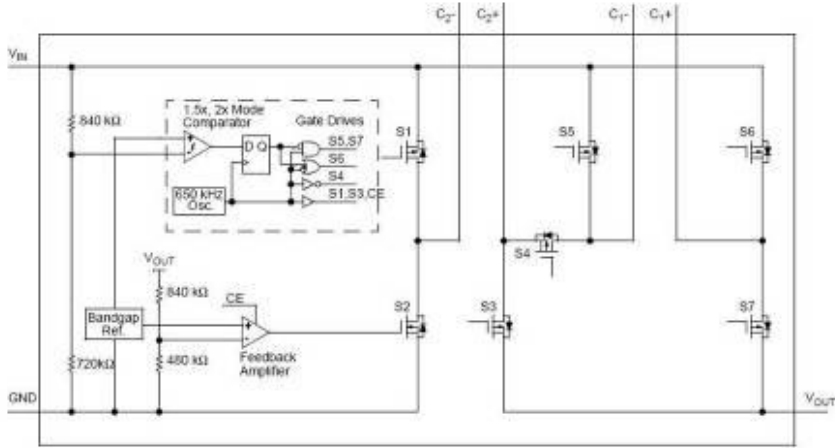 C2- C2+ C1- C1+
VIN
840 kΩ
1.5x, 2x Mode
Comparator
Gate Drives
D Q
S5,S7
S6
S4
S1,S3,CE
650 kHz
Osc.
S1
S5
S6
S4
VOUT
840 kΩ
CE
S2
S3
S7
Bandgap
Ref.
+
-
720kΩ
480 kΩ
Feedback
Amplifier
GND
VOUT